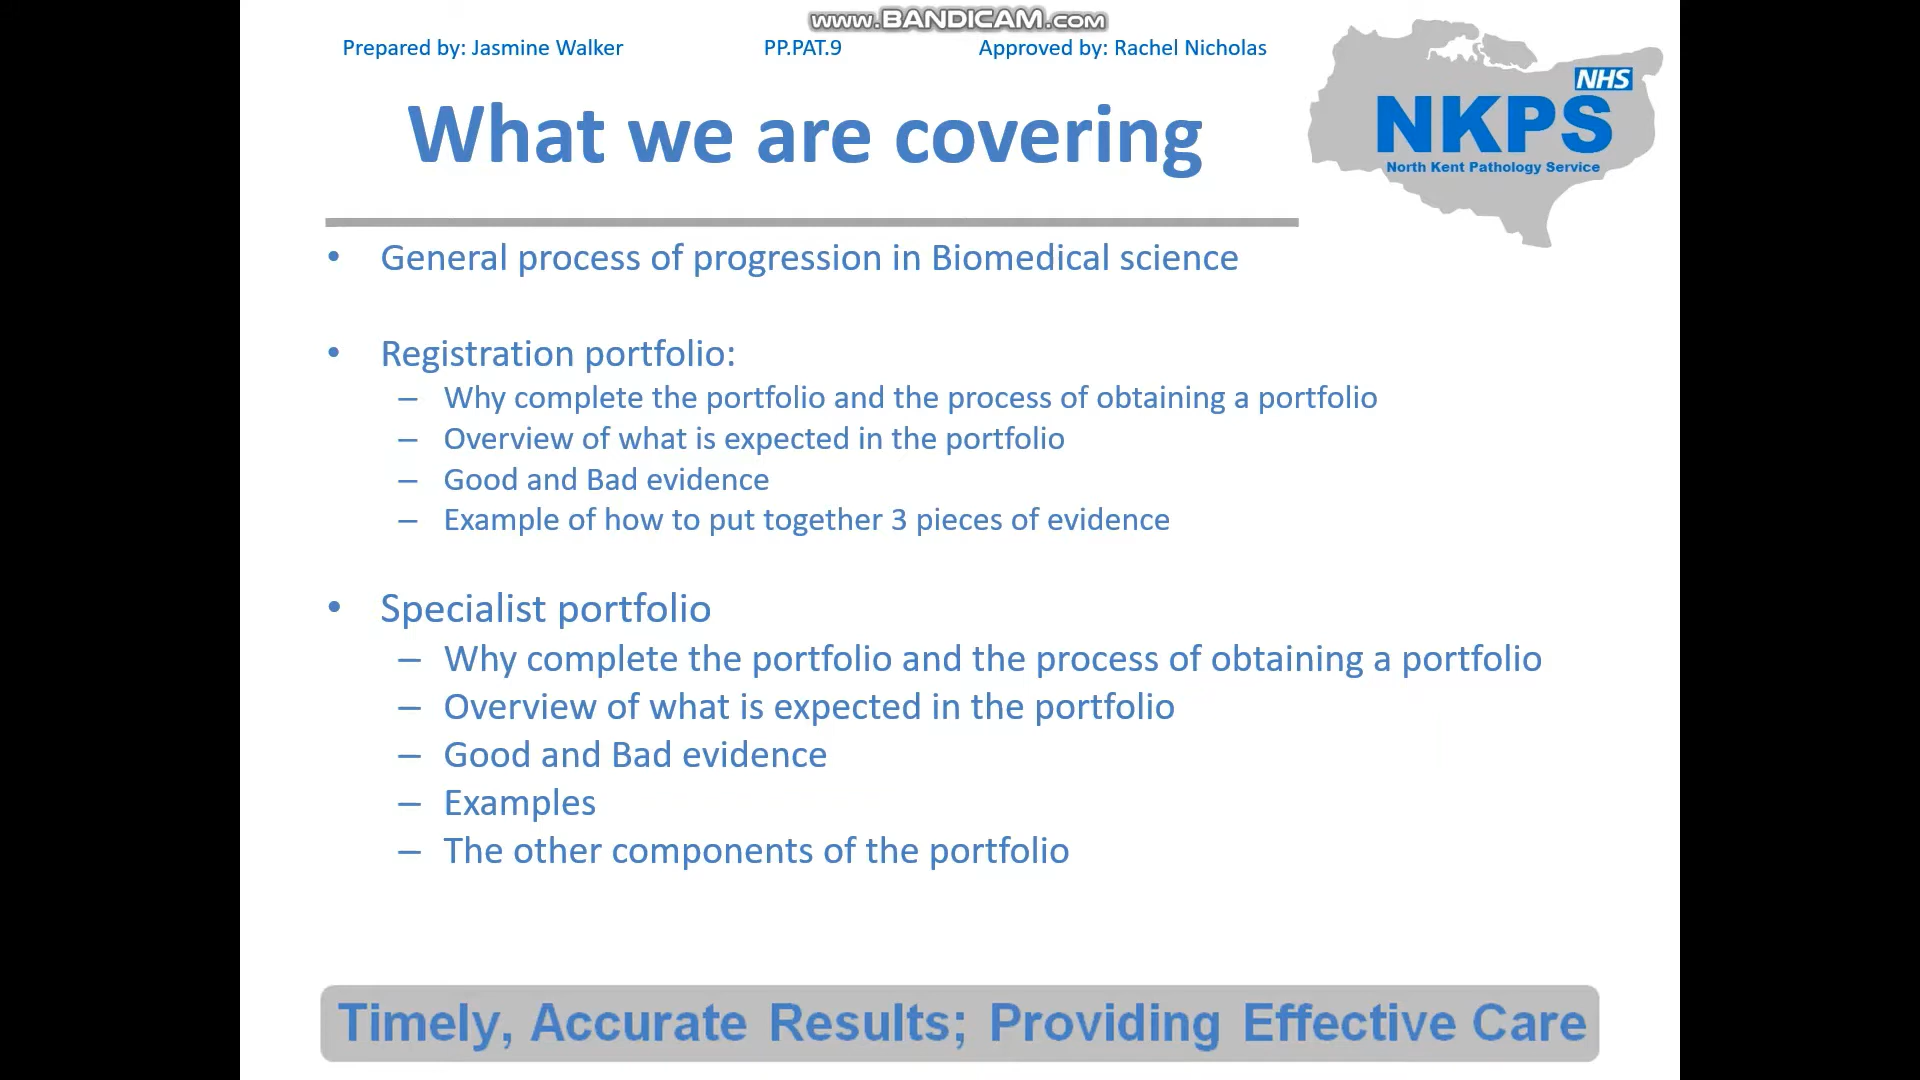 www.BANDICAM.com
Prepared by: Jasmine Walker PP.PAT.9 Approved by: Rachel Nicholas
NHS
NKPS
North Kent Pathology Service
What we are covering
• General process of progression in Biomedical science
• Registration portfolio:
– Why complete the portfolio and the process of obtaining a portfolio
– Overview of what is expected in the portfolio
– Good and Bad evidence
– Example of how to put together 3 pieces of evidence
• Specialist portfolio
– Why complete the portfolio and the process of obtaining a portfolio
– Overview of what is expected in the portfolio
– Good and Bad evidence
– Examples
– The other components of the portfolio
Timely, Accurate Results; Providing Effective Care